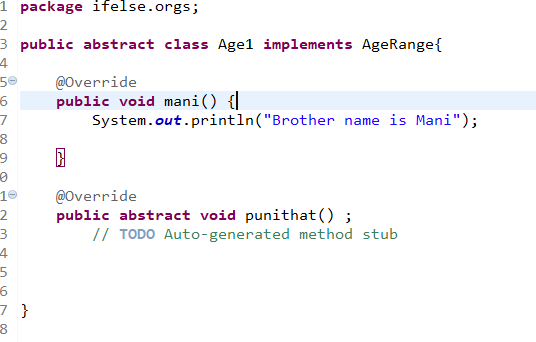 1 package ifelse.orgs;
2
3 public abstract class Age1 implements AgeRange{
4
5 @Override
6 public void mani() {
7 System.out.println("Brother name is Mani");
8
9 }
0
1 @Override
2 public abstract void punithat() ;
3 // TODO Auto-generated method stub
4
5
6
7 }
8